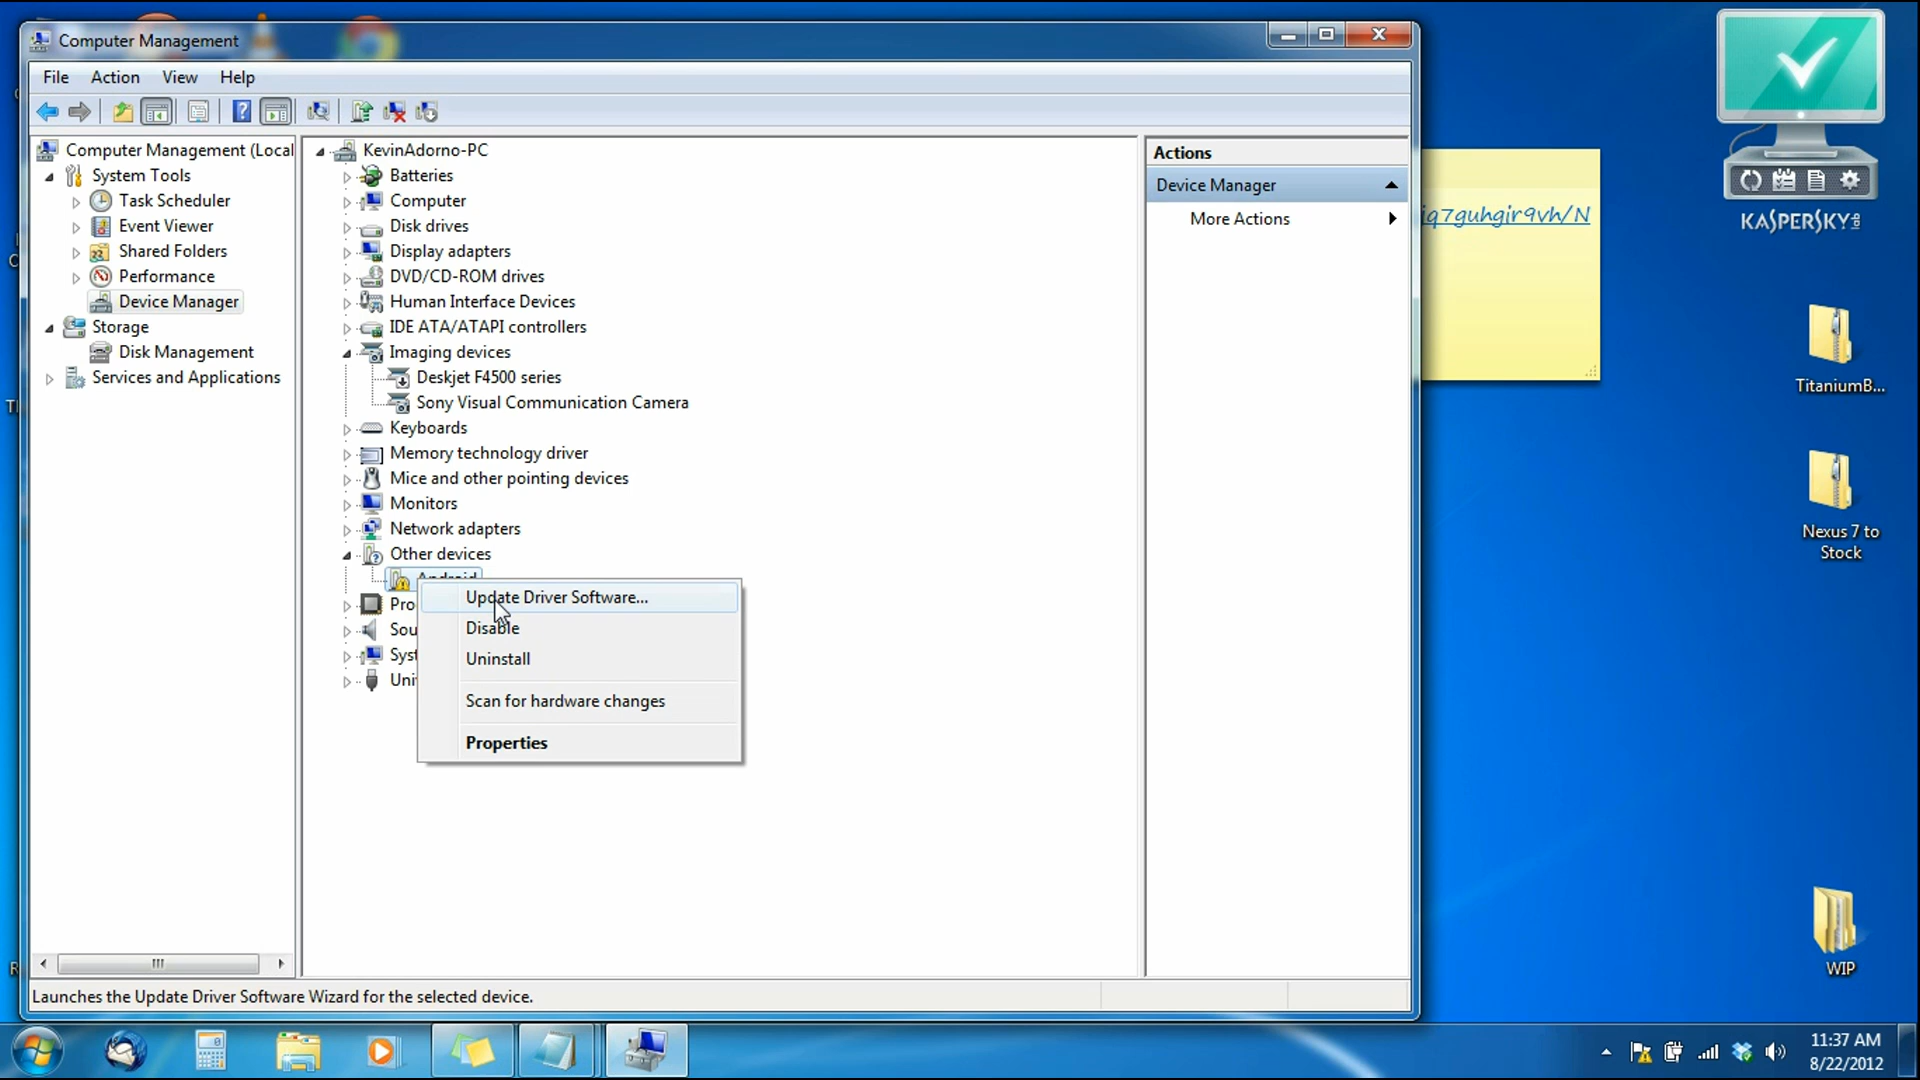 Computer Management
File Action View Help
Computer Management (Local
System Tools
Task Scheduler
Event Viewer
Shared Folders
Performance
Device Manager
Storage
Disk Management
Services and Applications
KevinAdorno-PC
Batteries
Computer
Disk drives
Display adapters
DVD/CD-ROM drives
Human Interface Devices
IDE ATA/ATAPI controllers
Imaging devices
Deskjet F4500 series
Sony Visual Communication Camera
Keyboards
Memory technology driver
Mice and other pointing devices
Monitors
Network adapters
Other devices
Android
Pro
Sou
Syst
Uni
Update Driver Software...
Disable
Uninstall
Scan for hardware changes
Properties
Actions
Device Manager
More Actions
Launches the Update Driver Software Wizard for the selected device.
iq7guhgir9vh/N
KASPERSKY lab
TitaniumB...
Nexus 7 to
Stock
WIP
11:37 AM
8/22/2012